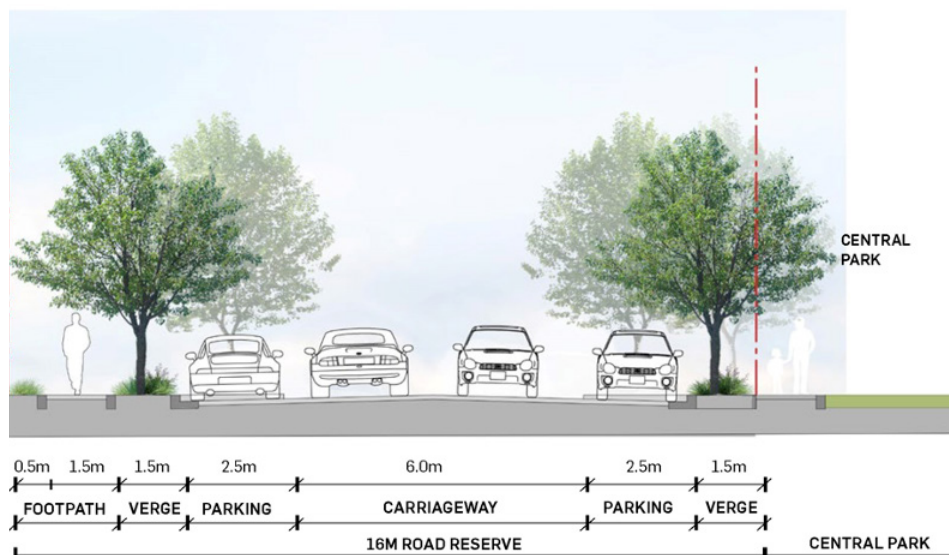 CENTRAL
PARK
0.5m 1.5m 1.5m 2.5m 6.0m 2.5m 1.5m
FOOTPATH VERGE PARKING CARRIAGEWAY PARKING VERGE
16M ROAD RESERVE CENTRAL PARK